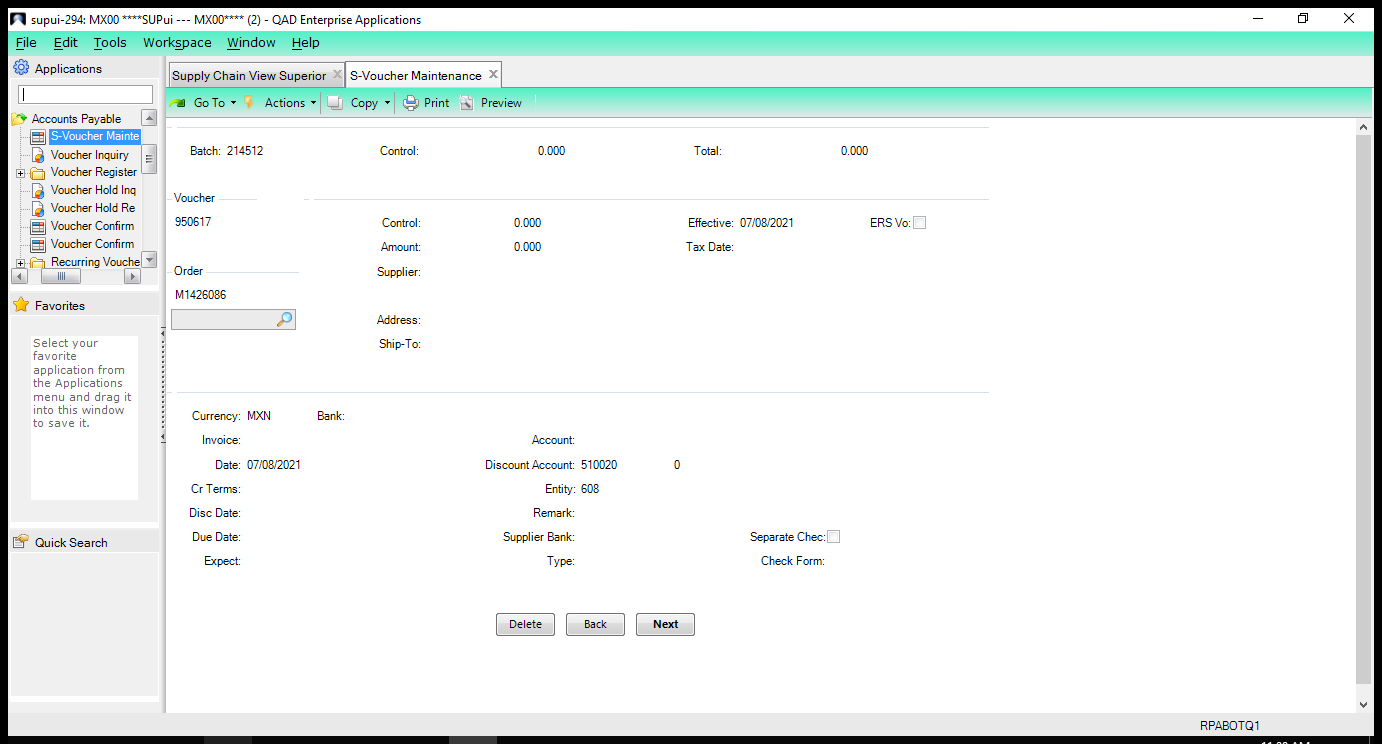 supui-294: MX00 ****SUPui --- MX00**** (2) - QAD Enterprise Applications
File Edit Tools Workspace Window Help
Applications
Accounts Payable
S-Voucher Mainte
Voucher Inquiry
Voucher Register
Voucher Hold Inq
Voucher Hold Re
Voucher Confirm
Voucher Confirm
Recurring Vouche
Favorites
Select your
favorite
application from
the Applications
menu and drag it
into this window
to save it.
Quick Search
Supply Chain View Superior S-Voucher Maintenance
Go To Actions Copy Print Preview
Batch: 214512 Control: 0.000 Total: 0.000
Voucher
950617 Control: 0.000 Effective: 07/08/2021 ERS Vo:
Amount: 0.000 Tax Date:
Order Supplier:
M1426086
Address:
Ship-To:
Currency: MXN Bank:
Invoice: Account:
Date: 07/08/2021 Discount Account: 510020 0
Cr Terms: Entity: 608
Disc Date: Remark:
Due Date: Supplier Bank: Separate Chec:
Expect: Type: Check Form:
Delete Back Next
RPABOTQ1